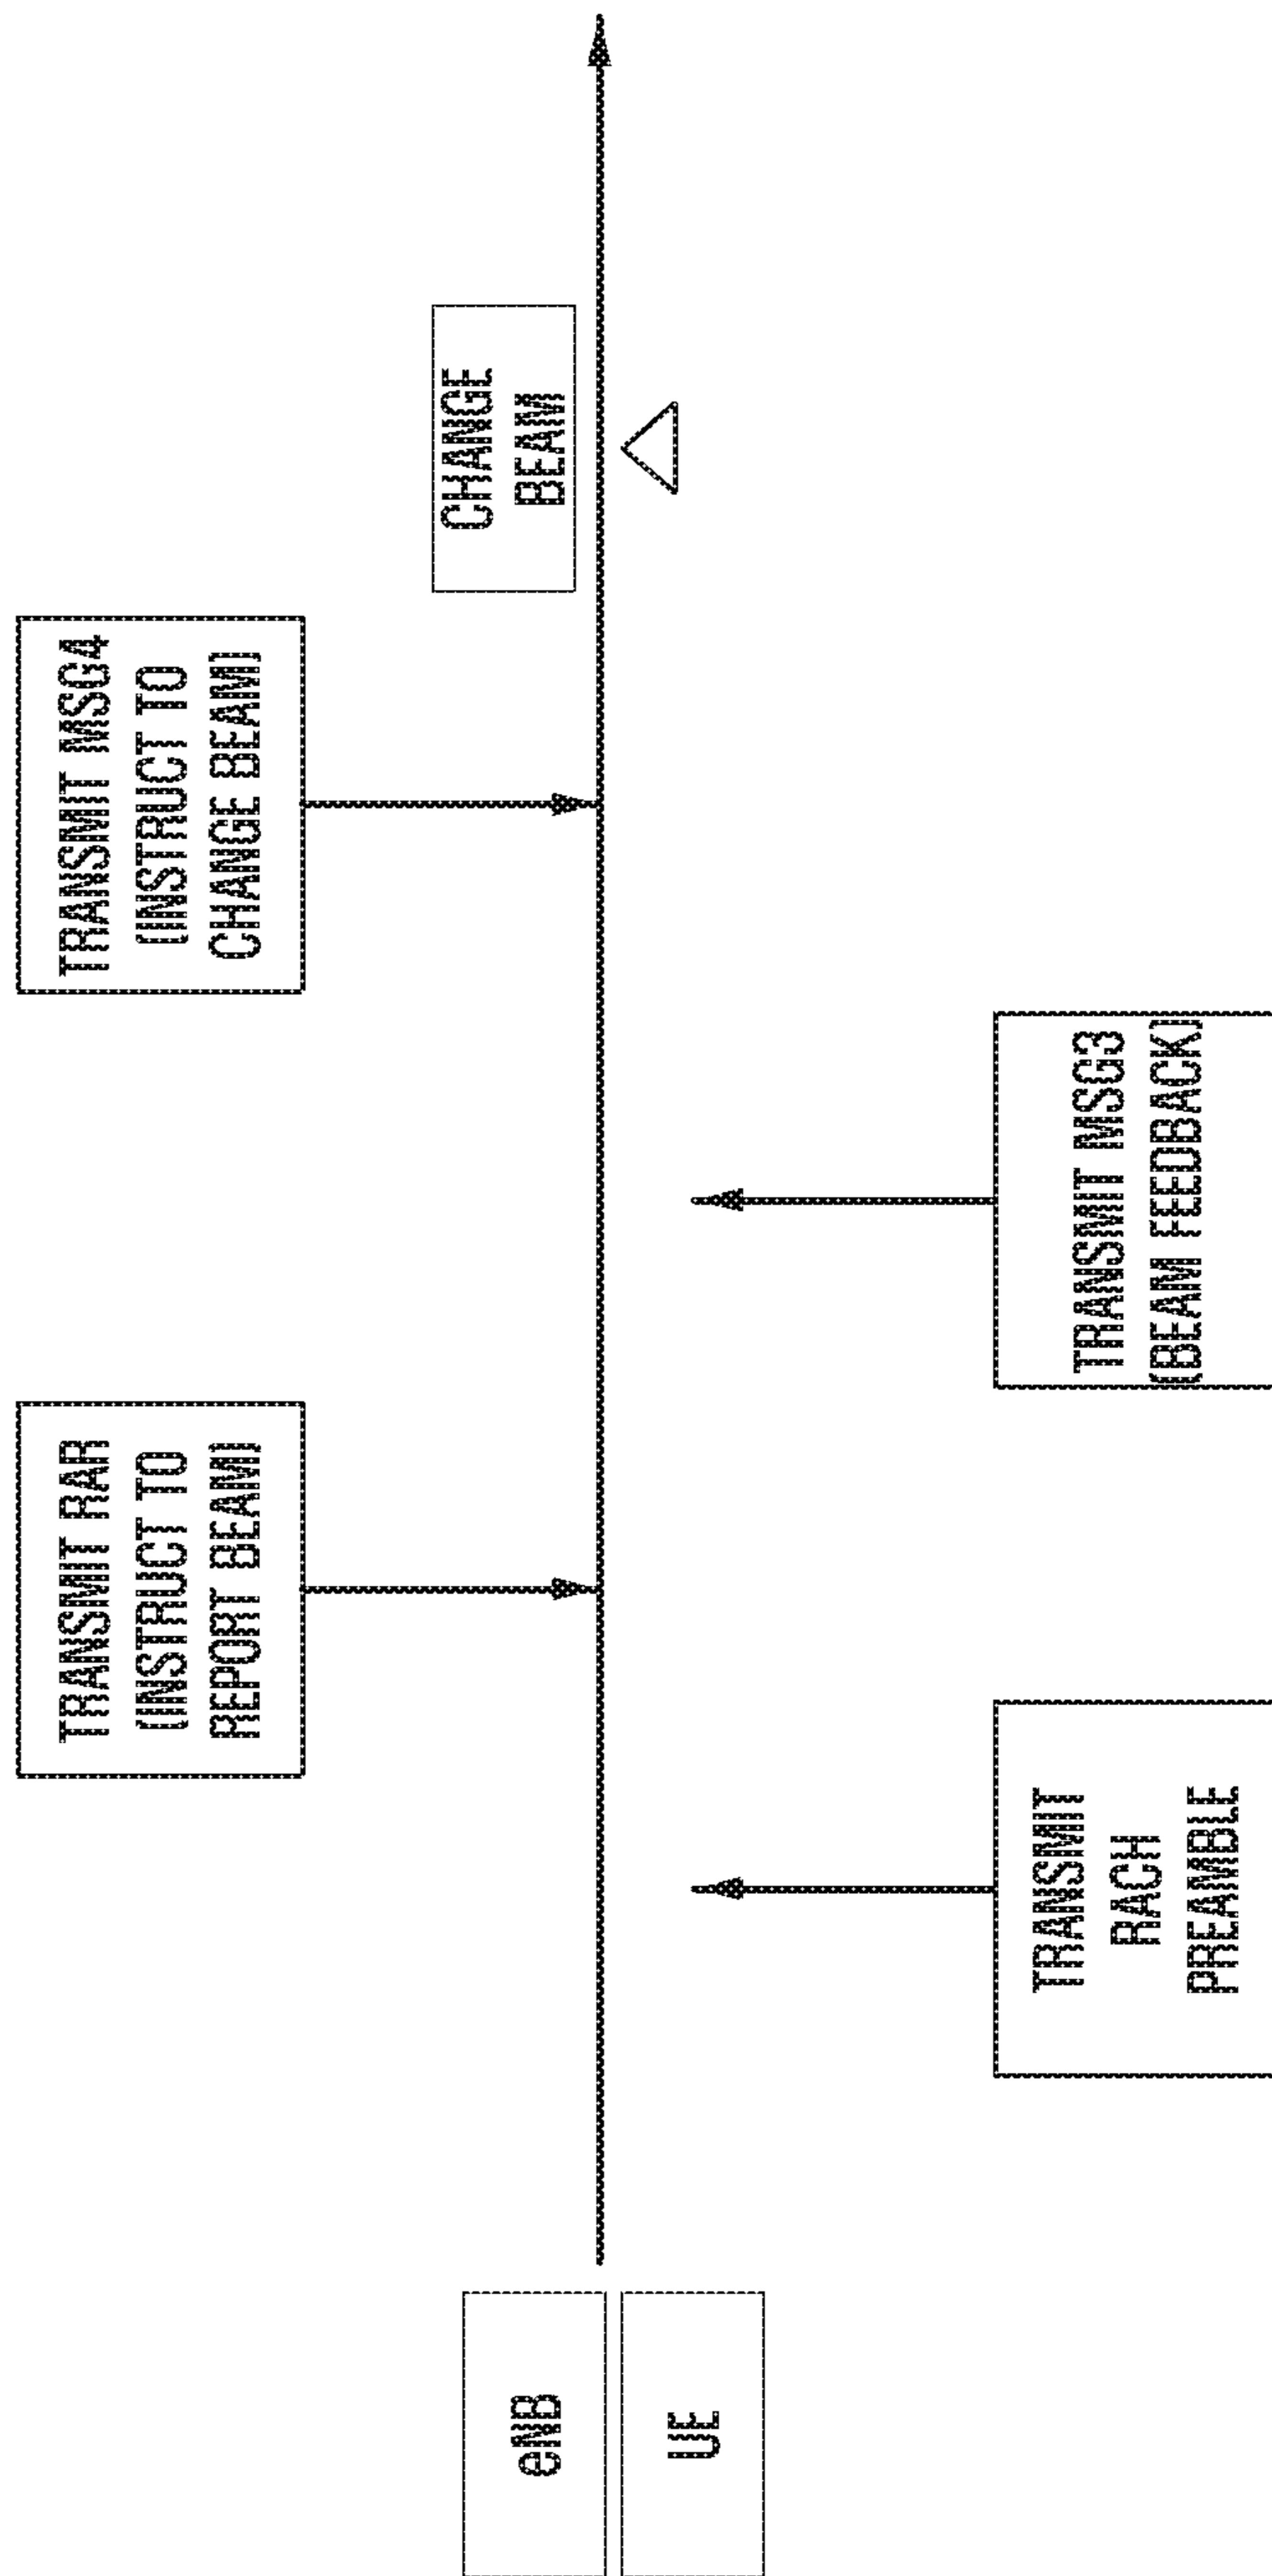 eNB
UE
TRANSMIT
RACH
PREAMBLE
TRANSMIT RAR
(INSTRUCT TO
REPORT BEAM)
TRANSMIT MSG3
(BEAM FEEDBACK)
TRANSMIT MSG4
(INSTRUCT TO
CHANGE BEAM)
CHANGE
BEAM